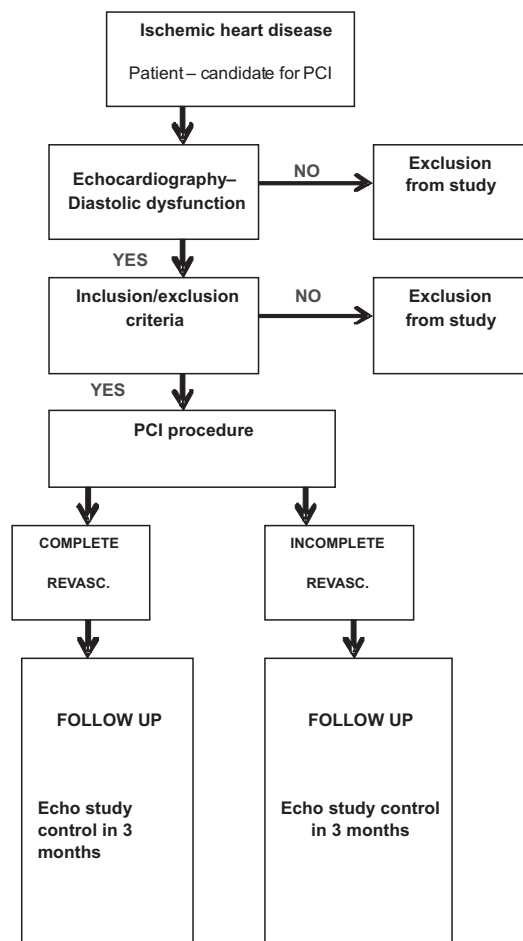 Ischemic heart disease
Patient – candidate for PCI
Echocardiography–
Diastolic dysfunction
NO
Exclusion
from study
YES
Inclusion/exclusion
criteria
NO
Exclusion
from study
YES
PCI procedure
COMPLETE
REVASC.
INCOMPLETE
REVASC.
FOLLOW UP
Echo study
control in 3
months
FOLLOW UP
Echo study control
in 3 months